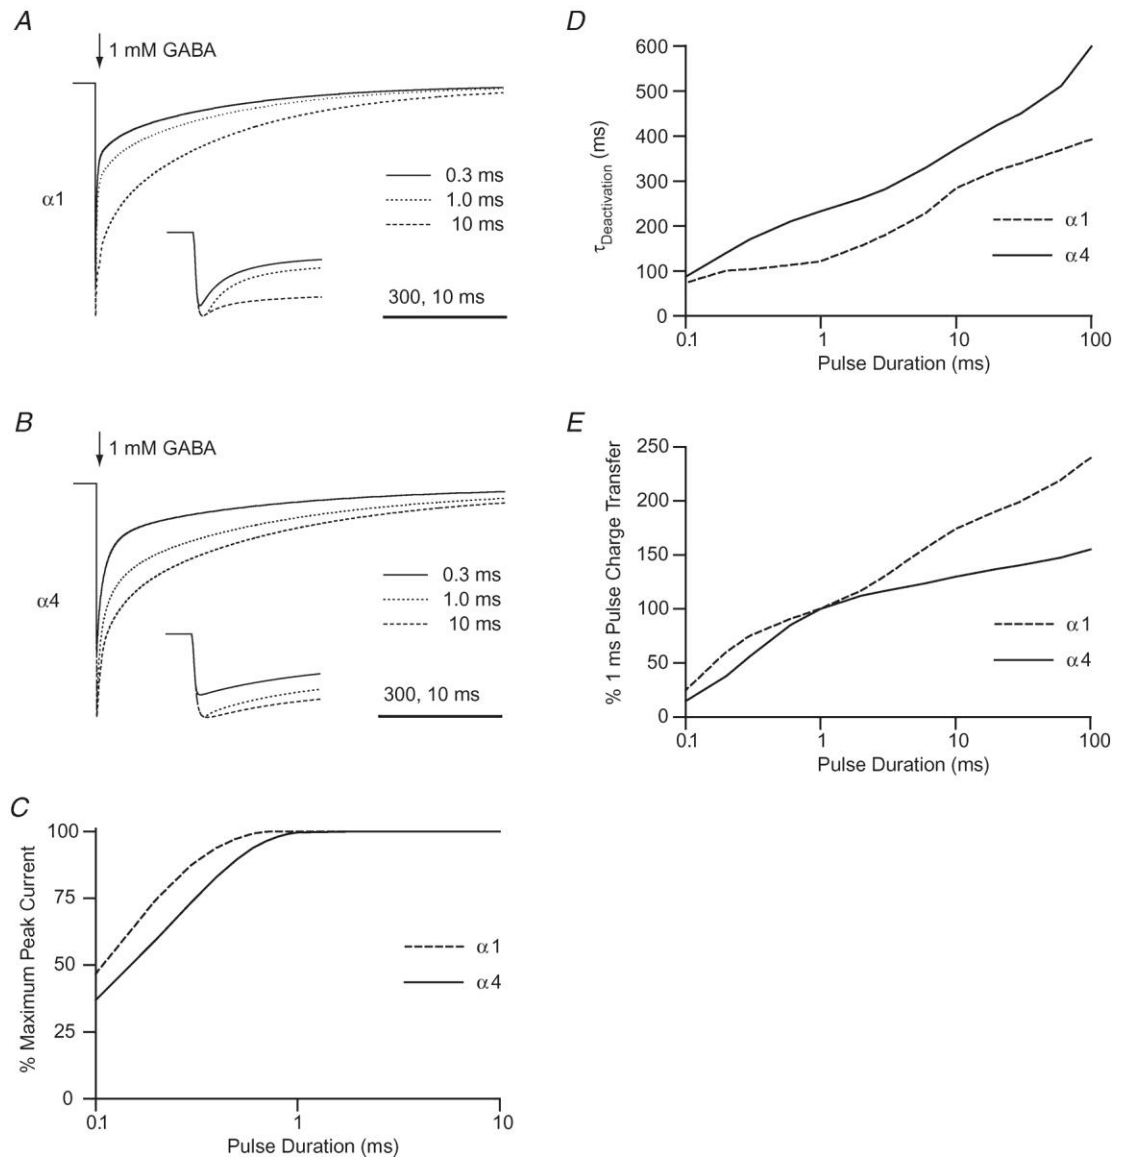 A
1 mM GABA
α1
0.3 ms
1.0 ms
10 ms
300, 10 ms
B
1 mM GABA
α4
0.3 ms
1.0 ms
10 ms
300, 10 ms
C
% Maximum Peak Current
100
75
50
25
0
0.1
1
10
Pulse Duration (ms)
α1
α4
D
τDeactivation (ms)
600
500
400
300
200
100
0
0.1
1
10
100
Pulse Duration (ms)
α1
α4
E
% 1 ms Pulse Charge Transfer
250
200
150
100
50
0
0.1
1
10
100
Pulse Duration (ms)
α1
α4